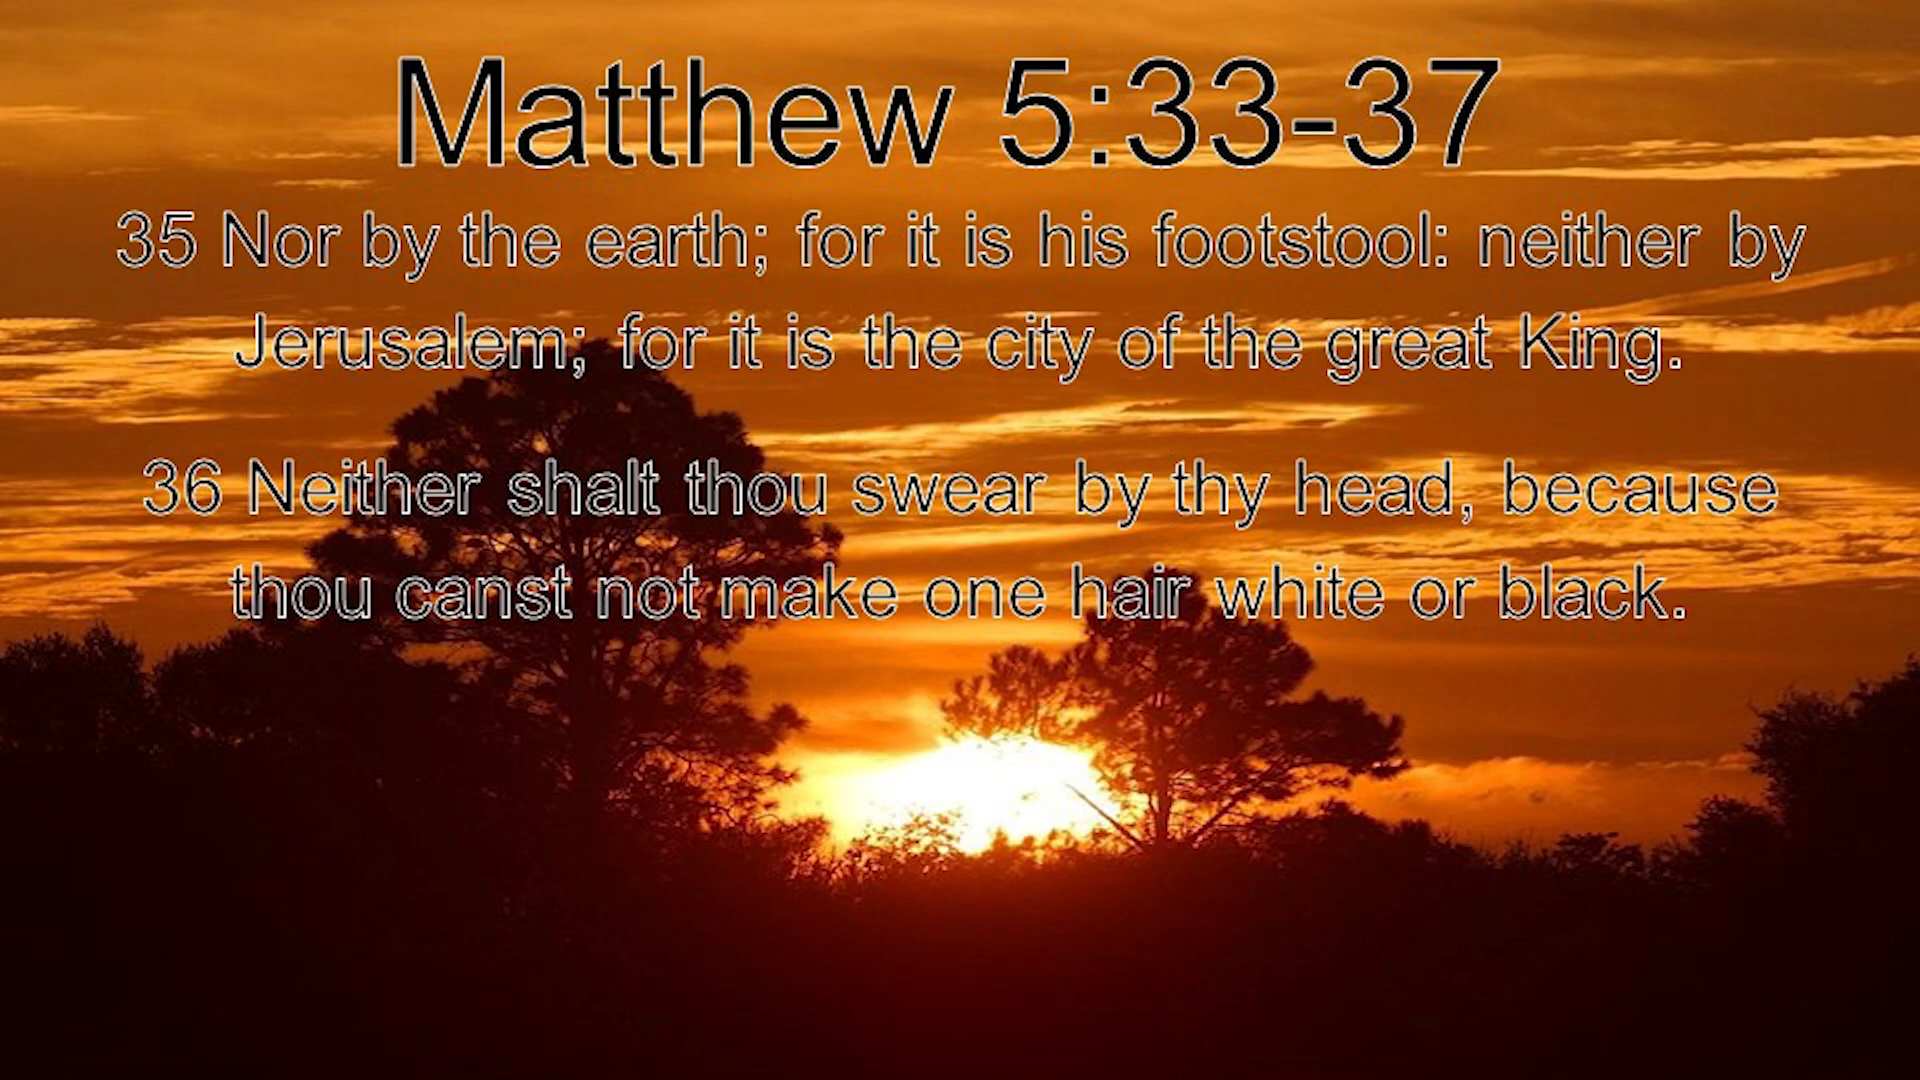 Matthew 5:33-37
35 Nor by the earth; for it is his footstool: neither by
Jerusalem; for it is the city of the great King.
36 Neither shalt thou swear by thy head, because
thou canst not make one hair white or black.